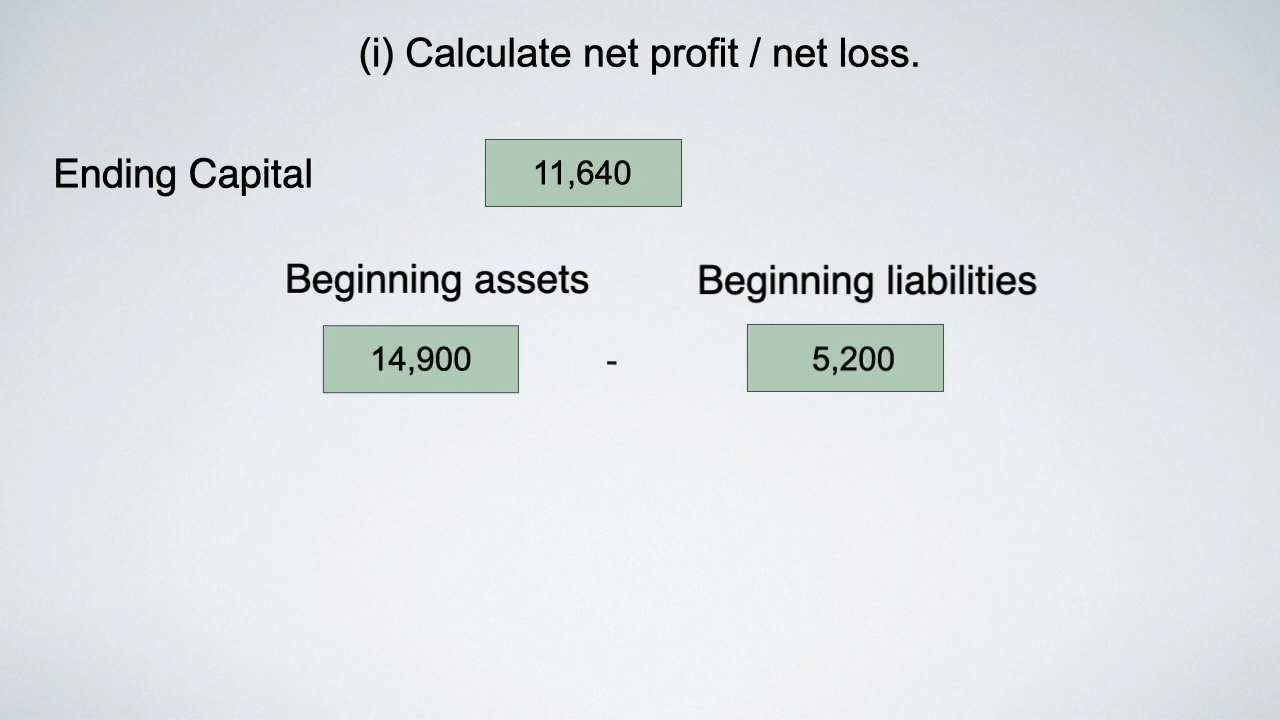 (i) Calculate net profit / net loss.
Ending Capital 11,640
Beginning assets Beginning liabilities
14,900 - 5,200